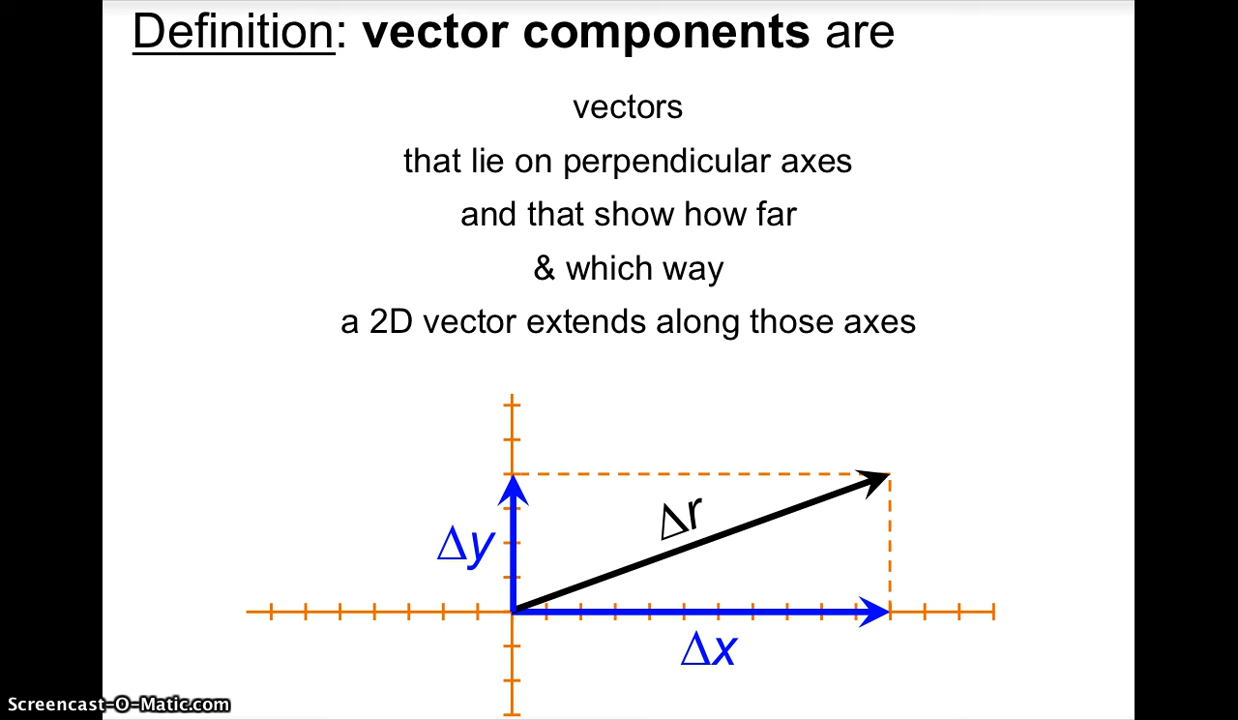 Definition: vector components are
vectors
that lie on perpendicular axes
and that show how far
& which way
a 2D vector extends along those axes
Δr
Δy
Δx
Screencast-O-Matic.com